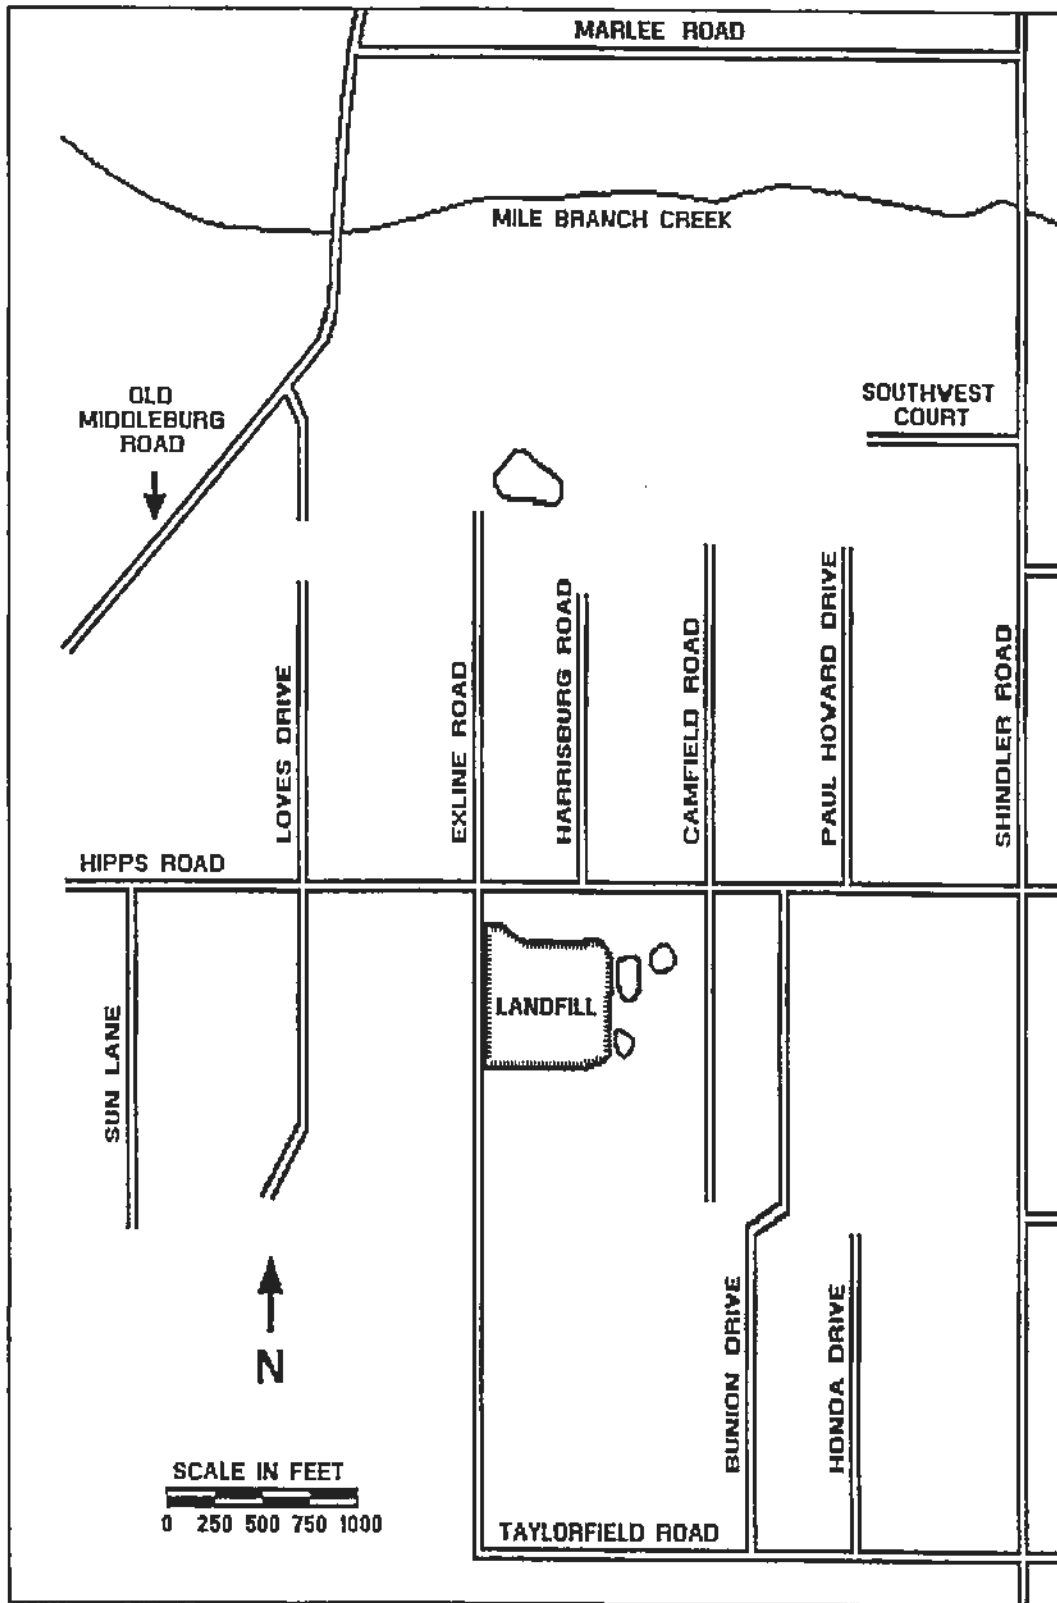 MARLEE ROAD
MILE BRANCH CREEK
OLD
MIDDLEBURG
ROAD
SOUTHWEST
COURT
LOVES DRIVE
EXLINE ROAD
HARRISBURG ROAD
CAMFIELD ROAD
PAUL HOWARD DRIVE
SHINDLER ROAD
HIPPS ROAD
LANDFILL
SUN LANE
N
BUNION DRIVE
HONDA DRIVE
SCALE IN FEET
0 250 500 750 1000
TAYLORFIELD ROAD